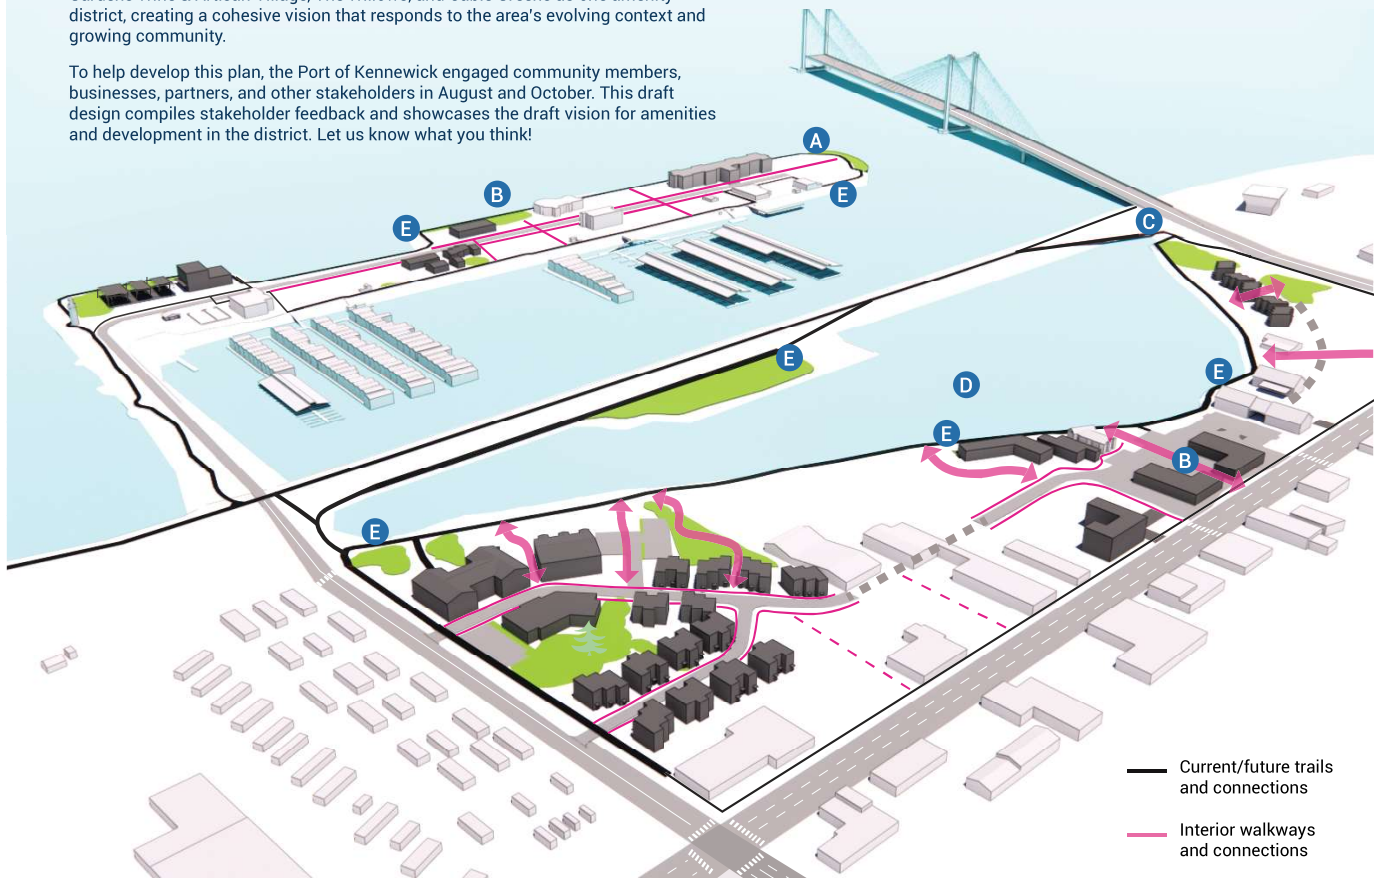 district, creating a cohesive vision that responds to the area's evolving context and
growing community.
To help develop this plan, the Port of Kennewick engaged community members,
businesses, partners, and other stakeholders in August and October. This draft
design compiles stakeholder feedback and showcases the draft vision for amenities
and development in the district. Let us know what you think!
A
B
E
E
C
E
E
D
E
B
E
Current/future trails
and connections
Interior walkways
and connections